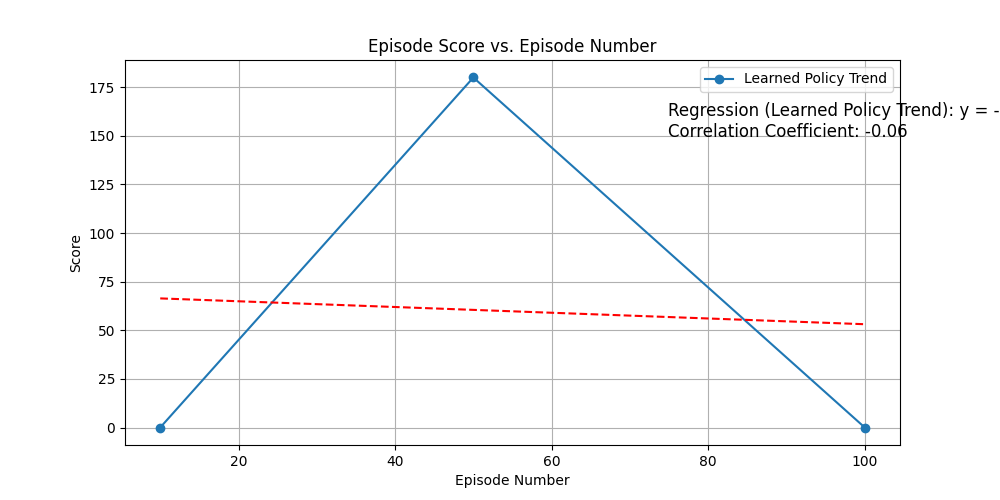 Episode Score vs. Episode Number
Learned Policy Trend
Regression (Learned Policy Trend): y = -
Correlation Coefficient: -0.06
175
150
125
100
75
50
25
0
Score
20 40 60 80 100
Episode Number